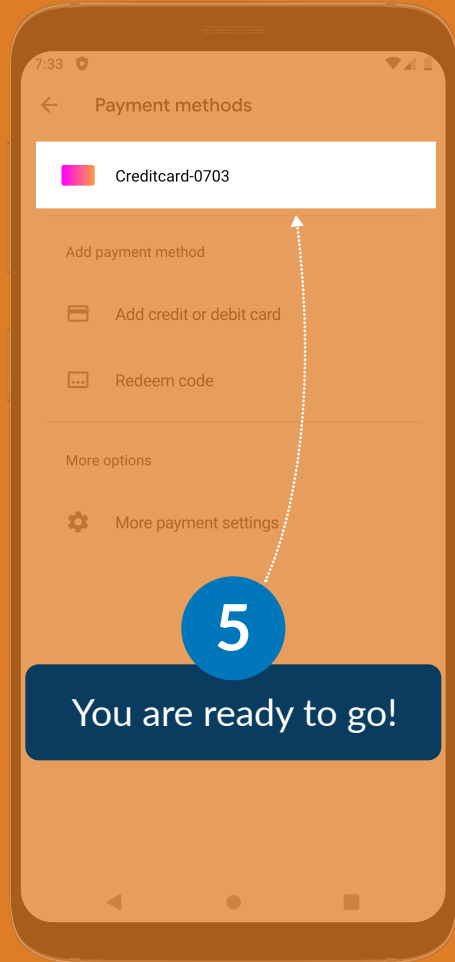 7:33
Payment methods
Creditcard-0703
Add payment method
Add credit or debit card
Redeem code
More options
More payment settings
5
You are ready to go!